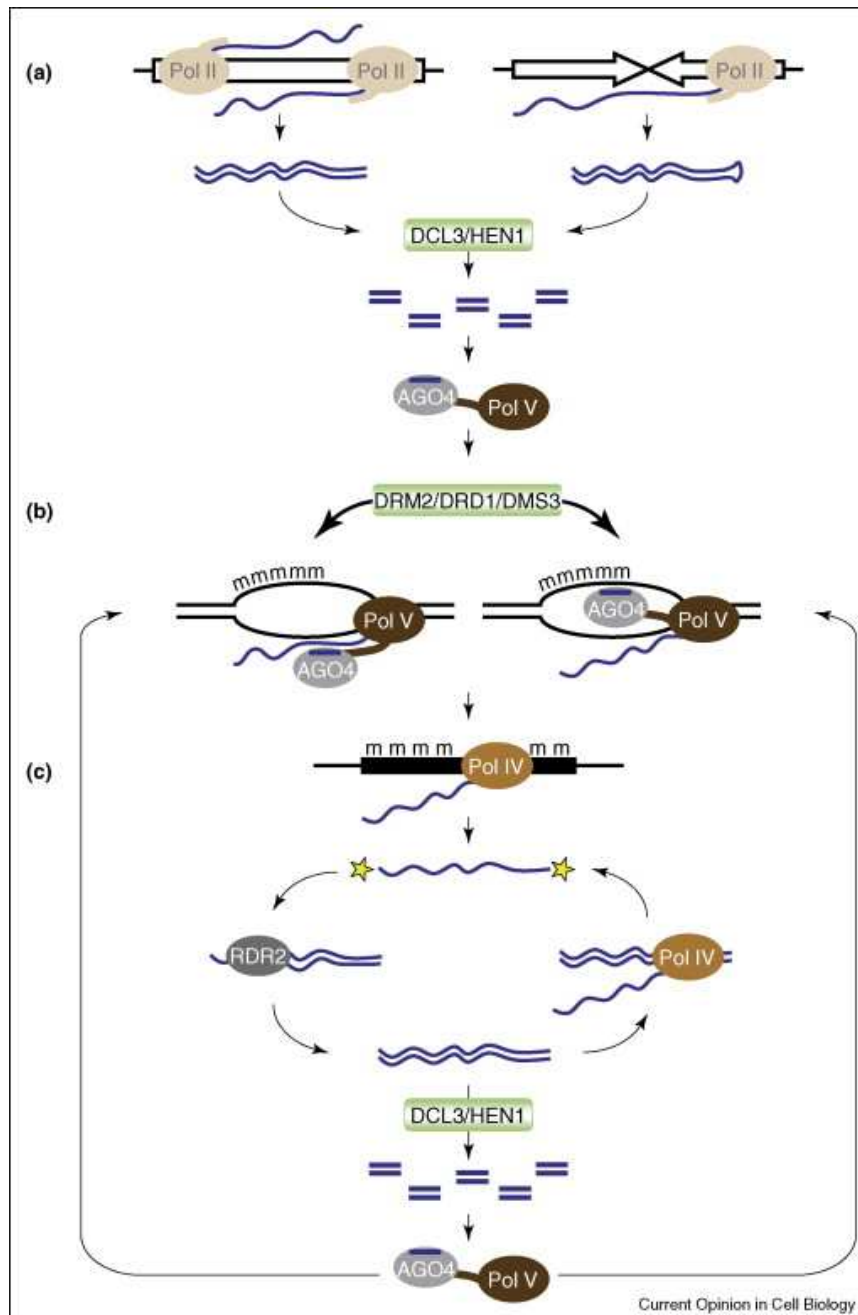 (a)
Pol II
Pol II
Pol II
DCL3/HEN1
AGO4
Pol V
(b)
DRM2/DRD1/DMS3
mmmmm
mmmmm
Pol V
AGO4
AGO4
Pol V
(c)
m m m m
m m
Pol IV
RDR2
Pol IV
DCL3/HEN1
AGO4
Pol V
Current Opinion in Cell Biology